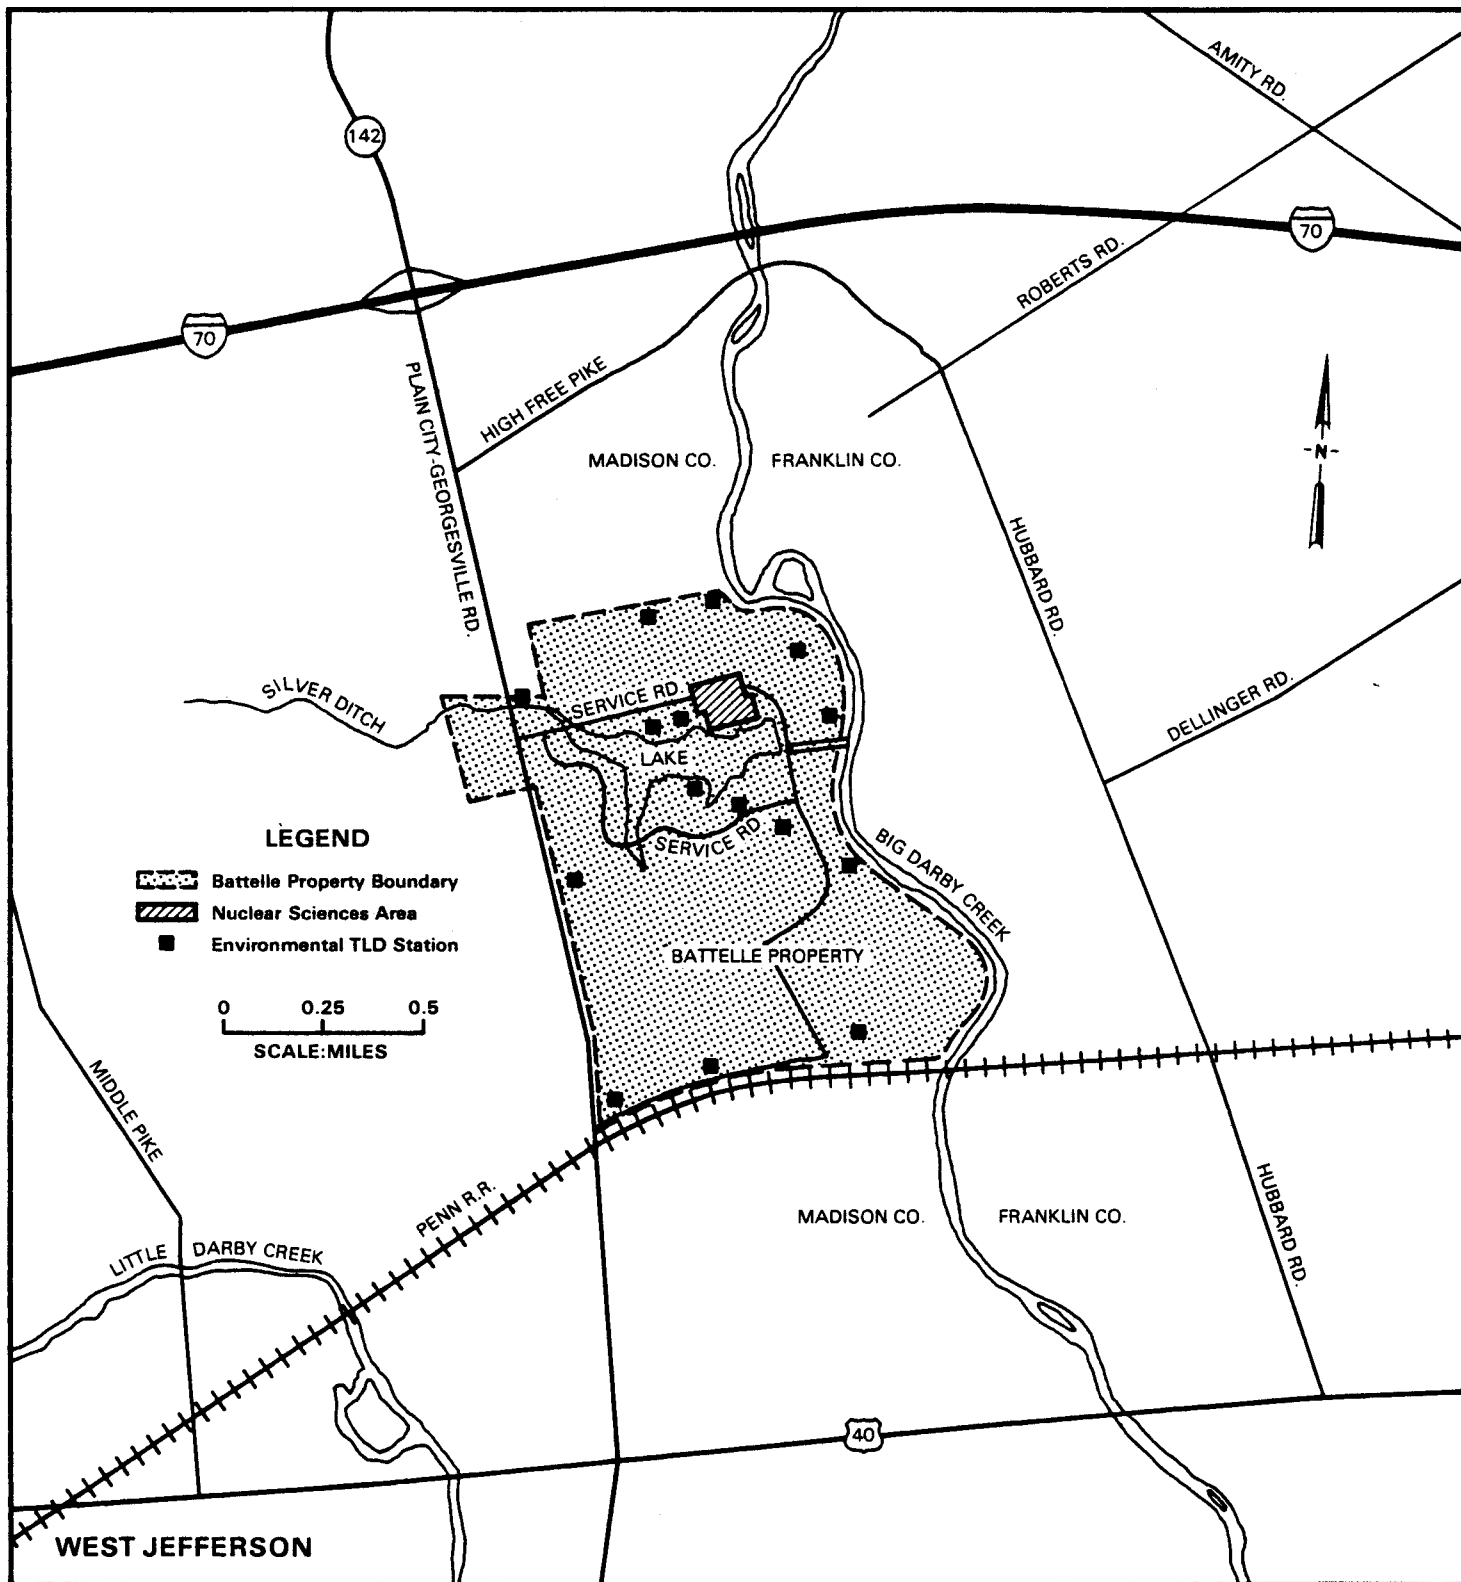 AMITY RD.
142
70
ROBERTS RD.
70
HIGH FREE PIKE
PLAIN CITY-GEORGESVILLE RD.
MADISON CO.
FRANKLIN CO.
-N-
HUBBARD RD.
SILVER DITCH
SERVICE RD.
DELLINGER RD.
LAKE
SERVICE RD
BIG DARBY CREEK
LEGEND
Battelle Property Boundary
Nuclear Sciences Area
Environmental TLD Station
BATTELLE PROPERTY
0 0.25 0.5
SCALE:MILES
MIDDLE PIKE
PENN R.R.
MADISON CO.
FRANKLIN CO.
HUBBARD RD.
LITTLE DARBY CREEK
40
WEST JEFFERSON